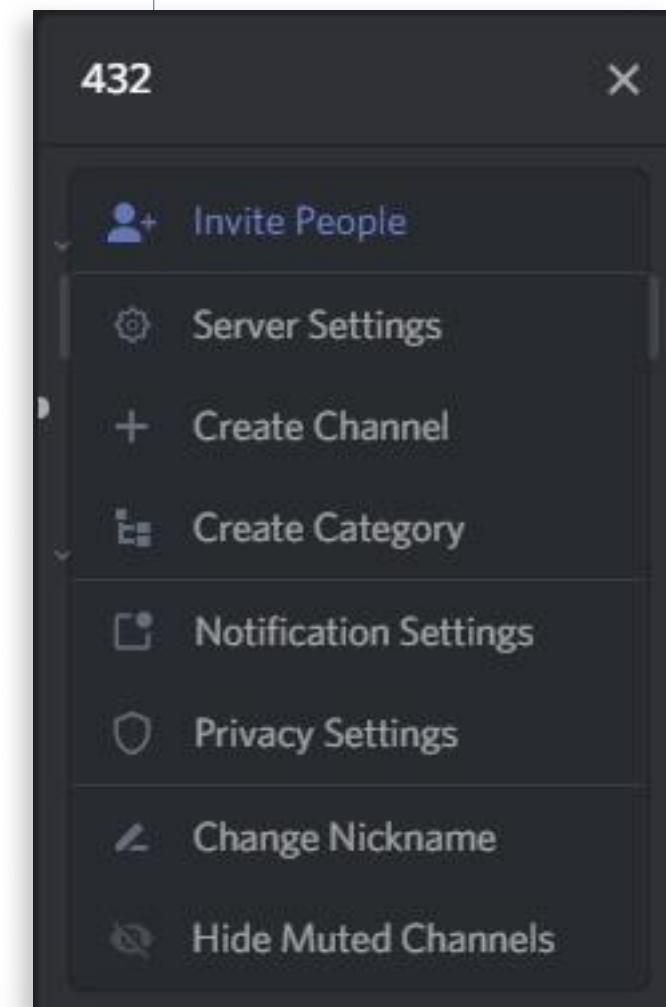 432
Invite People
Server Settings
Create Channel
Create Category
Notification Settings
Privacy Settings
Change Nickname
Hide Muted Channels